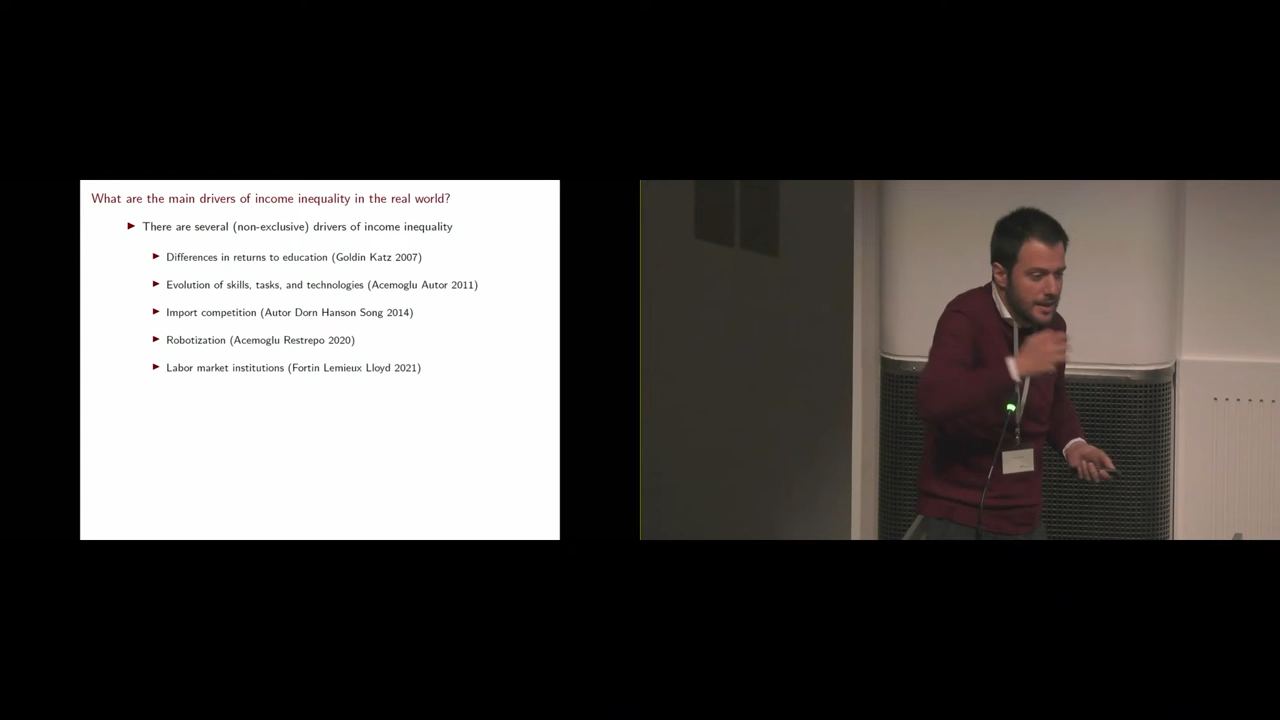 What are the main drivers of income inequality in the real world?
There are several (non-exclusive) drivers of income inequality
Differences in returns to education (Goldin Katz 2007)
Evolution of skills, tasks, and technologies (Acemoglu Autor 2011)
Import competition (Autor Dorn Hanson Song 2014)
Robotization (Acemoglu Restrepo 2020)
Labor market institutions (Fortin Lemieux Lloyd 2021)